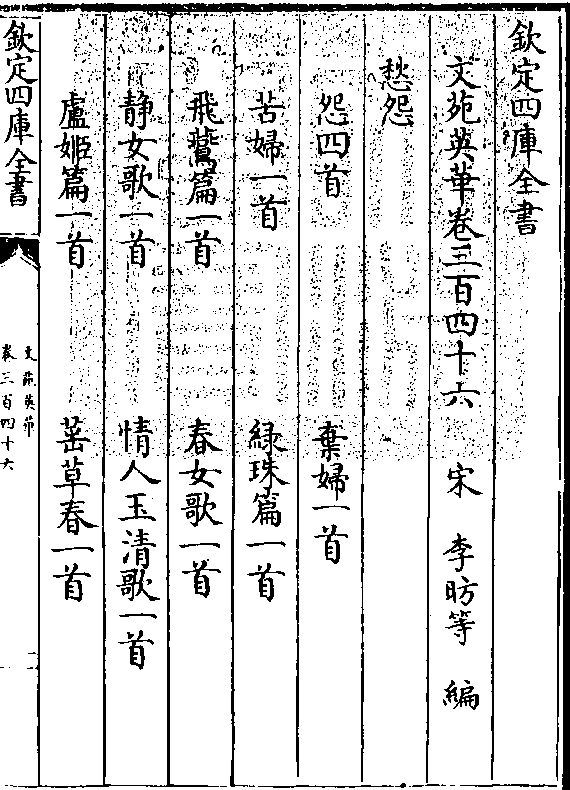 欽定四庫全書
文苑英華卷三百四十六　宋　李昉等　編
愁怨
怨四首　棄婦一首
苦婦一首　綠珠篇一首
飛鴛篇一首　春女歌一首
静女歌一首　情人玉清歌一首
盧姬篇一首　菤草春一首
欽定四庫全書
文苑英華
卷三百四十六